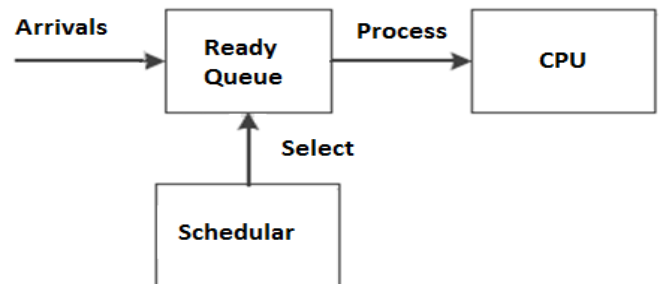 Arrivals
Ready
Queue
Process
CPU
Select
Schedular